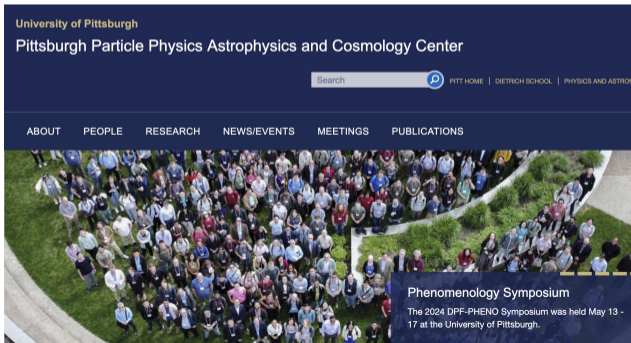 University of Pittsburgh
Pittsburgh Particle Physics Astrophysics and Cosmology Center
Search
PITT HOME | DIETRICH SCHOOL | PHYSICS AND ASTRO
ABOUT PEOPLE RESEARCH NEWS/EVENTS MEETINGS PUBLICATIONS
Phenomenology Symposium
The 2024 DPF-PHENO Symposium was held May 13 -
17 at the University of Pittsburgh.